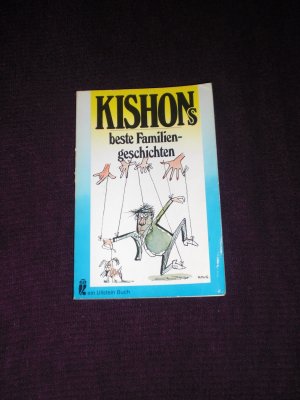 KISHONs
beste Familien-
geschichten
ein Ullstein Buch